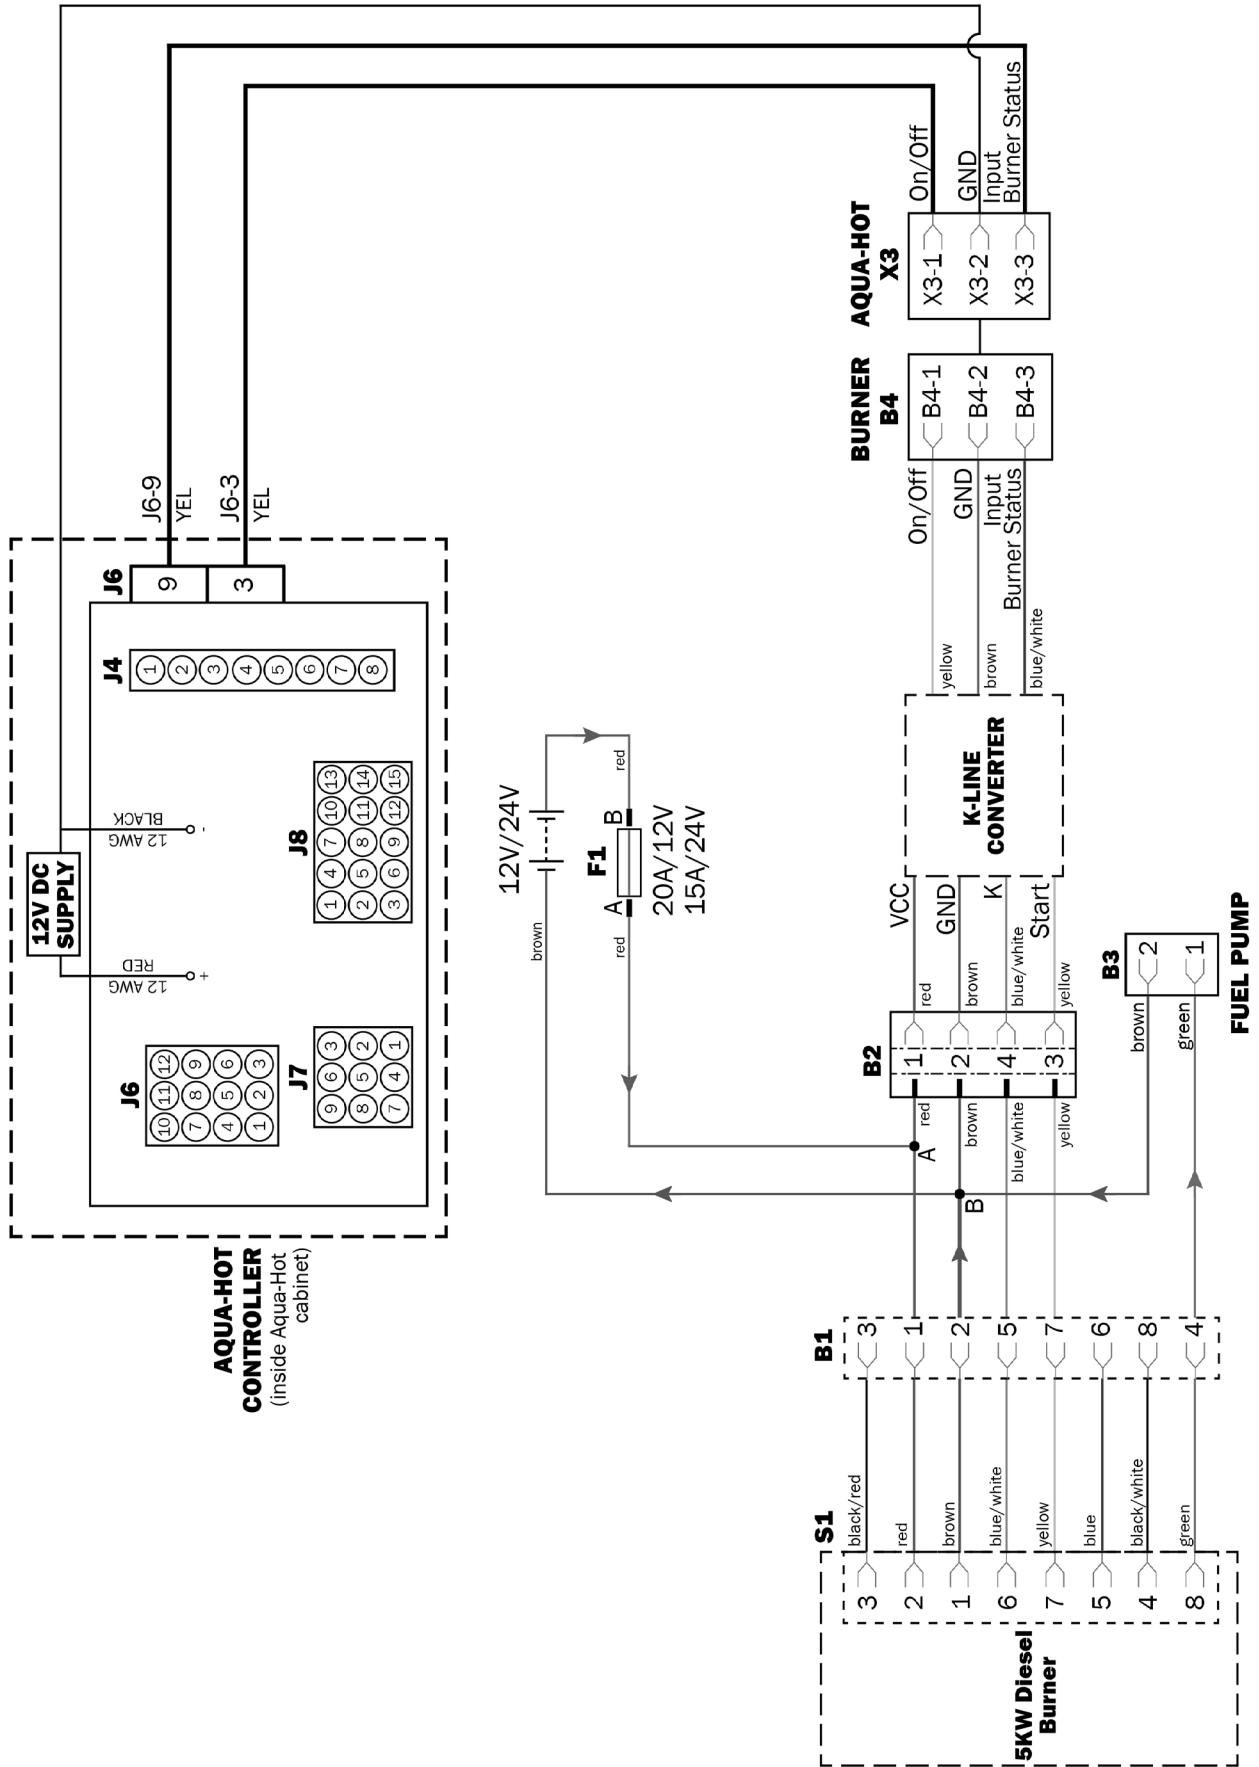 12V DC
SUPPLY
12 AWG
RED
+
12 AWG
BLACK
-
J6
10
11
12
7
8
9
4
5
6
1
2
3
J7
9
6
3
8
5
2
7
4
1
J8
1
4
7
10
13
2
5
8
11
14
3
6
9
12
15
J4
1
2
3
4
5
6
7
8
J6
9
3
J6-9
YEL
J6-3
YEL
AQUA-HOT
CONTROLLER
(inside Aqua-Hot
cabinet)
12V/24V
brown
red
F1
A
B
red
20A/12V
15A/24V
AQUA-HOT
X3
On/Off
GND
Input
Burner Status
X3-1
X3-2
X3-3
BURNER
B4
B4-1
B4-2
B4-3
On/Off
GND
Input
Burner Status
yellow
brown
blue/white
K-LINE
CONVERTER
VCC
GND
K
Start
red
brown
blue/white
yellow
B2
1
2
4
3
red
brown
blue/white
yellow
A
B
B3
2
1
brown
green
FUEL PUMP
B1
3
1
2
5
7
6
8
4
S1
black/red
red
brown
blue/white
yellow
blue
black/white
green
3
2
1
6
7
5
4
8
5KW Diesel
Burner